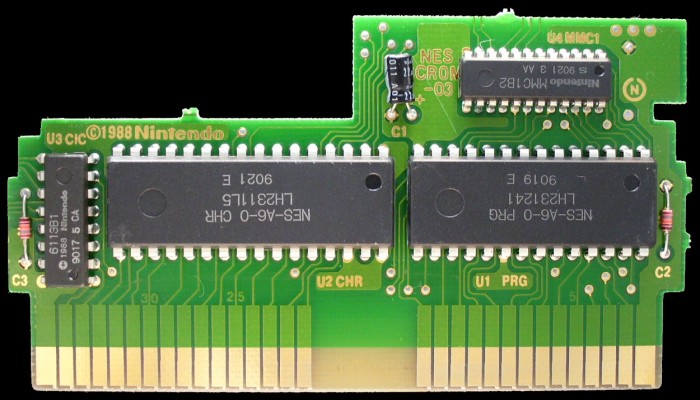 U4 MMC1
NES
CROM
-03
011 A01
+
C1
MMC1B2
Nintendo
S 9021 3 AA
N
U3 CIC
©1988 Nintendo
6113B1
©1988 Nintendo
9017 5 CA
NES-A6-0 CHR
LH2311L5
9021 E
NES-A6-0 PRG
LH231241
9019 E
C3
U2 CHR
U1 PRG
C2
30
25
5